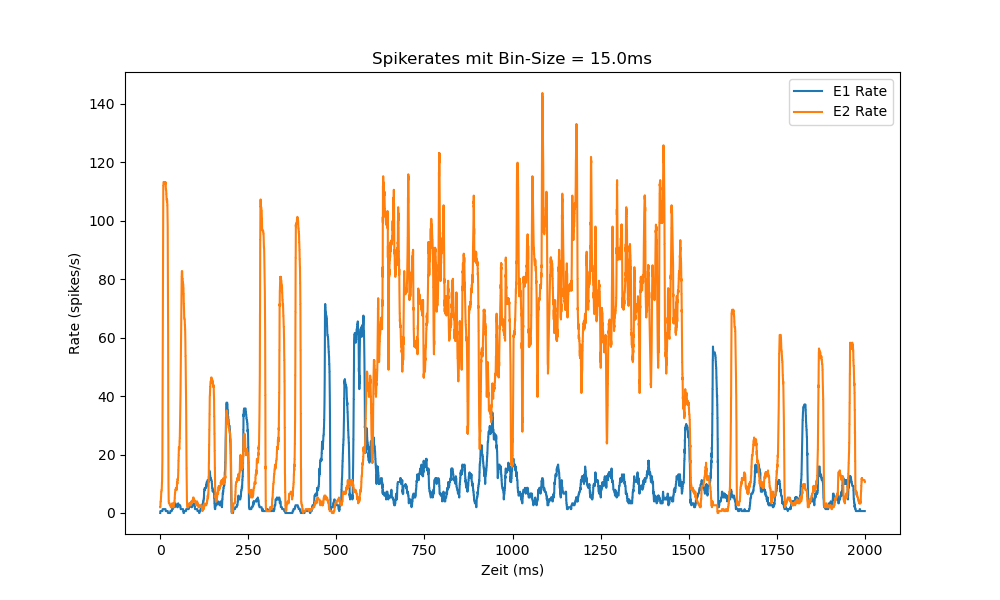 Spikerates mit Bin-Size = 15.0ms
E1 Rate
E2 Rate
Rate (spikes/s)
140
120
100
80
60
40
20
0
0 250 500 750 1000 1250 1500 1750 2000
Zeit (ms)